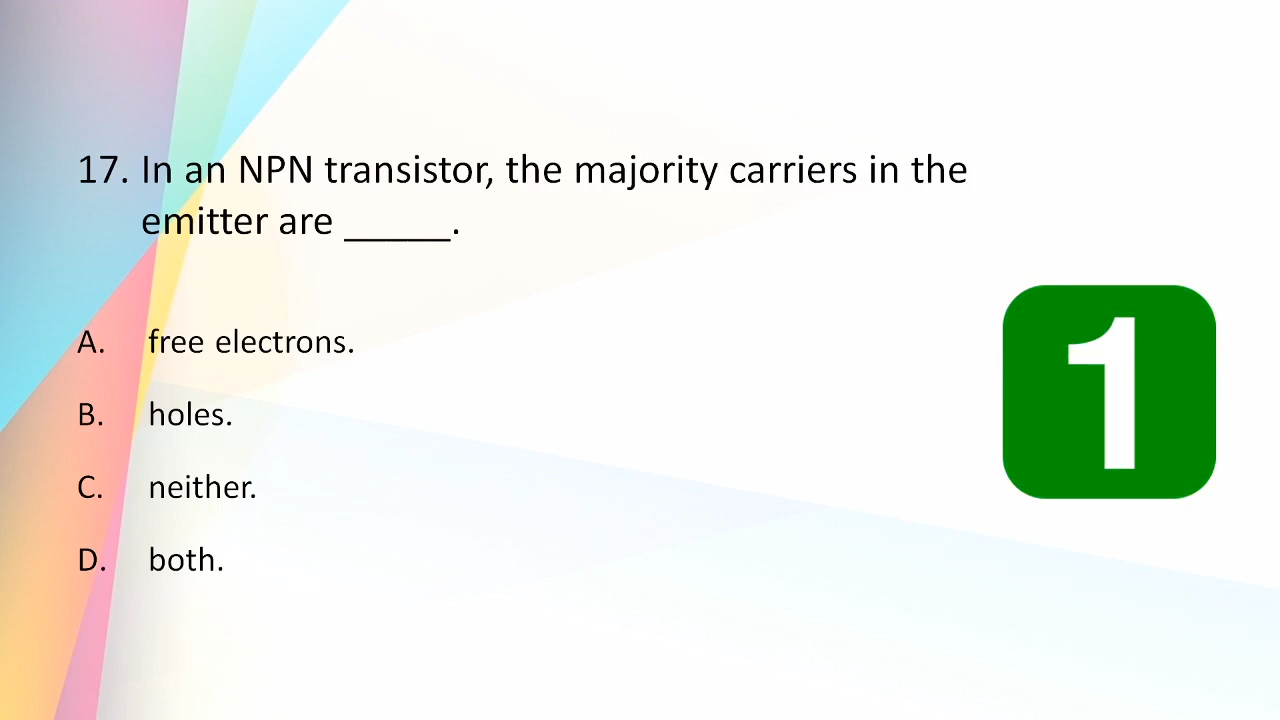 17. In an NPN transistor, the majority carriers in the
emitter are _____.
A. free electrons.
B. holes.
C. neither.
D. both.
1